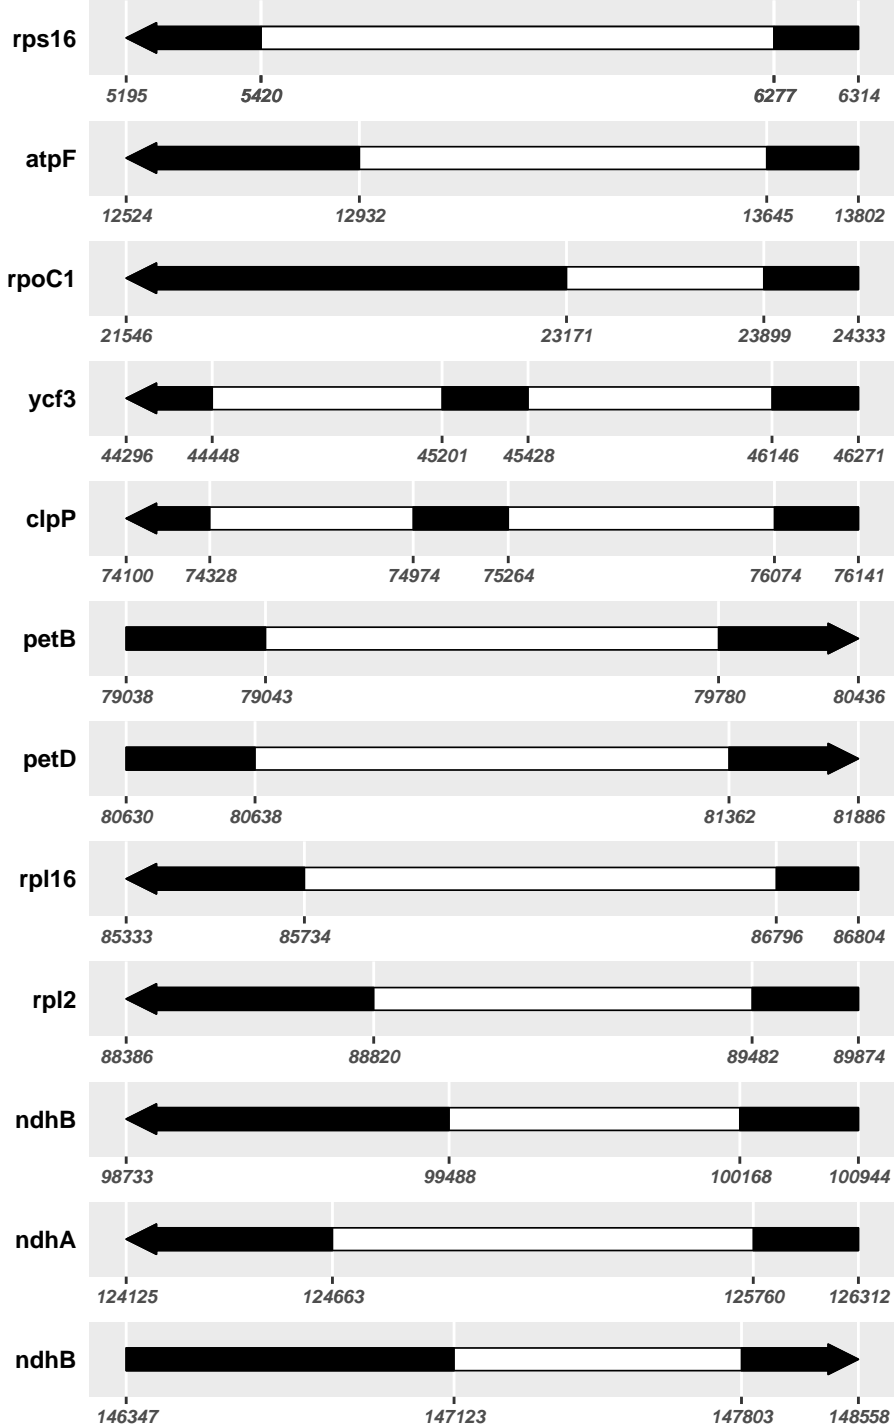 rps16
5195 5420 6277 6314
atpF
12524 12932 13645 13802
rpoC1
21546 23171 23899 24333
ycf3
44296 44448 45201 45428 46146 46271
clpP
74100 74328 74974 75264 76074 76141
petB
79038 79043 79780 80436
petD
80630 80638 81362 81886
rpl16
85333 85734 86796 86804
rpl2
88386 88820 89482 89874
ndhB
98733 99488 100168 100944
ndhA
124125 124663 125760 126312
ndhB
146347 147123 147803 148558